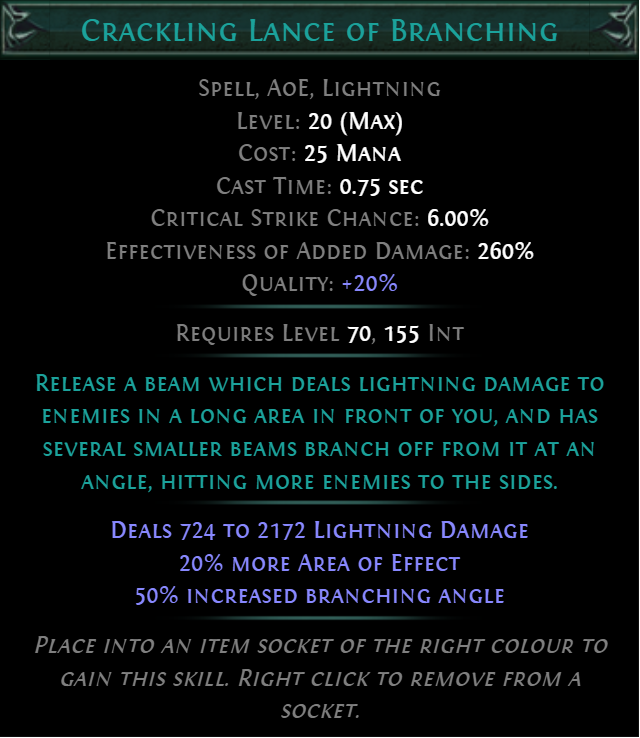 Crackling Lance of Branching
Spell, AoE, Lightning
Level: 20 (Max)
Cost: 25 Mana
Cast Time: 0.75 sec
Critical Strike Chance: 6.00%
Effectiveness of Added Damage: 260%
Quality: +20%
Requires Level 70, 155 Int
Release a beam which deals lightning damage to
enemies in a long area in front of you, and has
several smaller beams branch off from it at an
angle, hitting more enemies to the sides.
Deals 724 to 2172 Lightning Damage
20% more Area of Effect
50% increased branching angle
Place into an item socket of the right colour to
gain this skill. Right click to remove from a
socket.